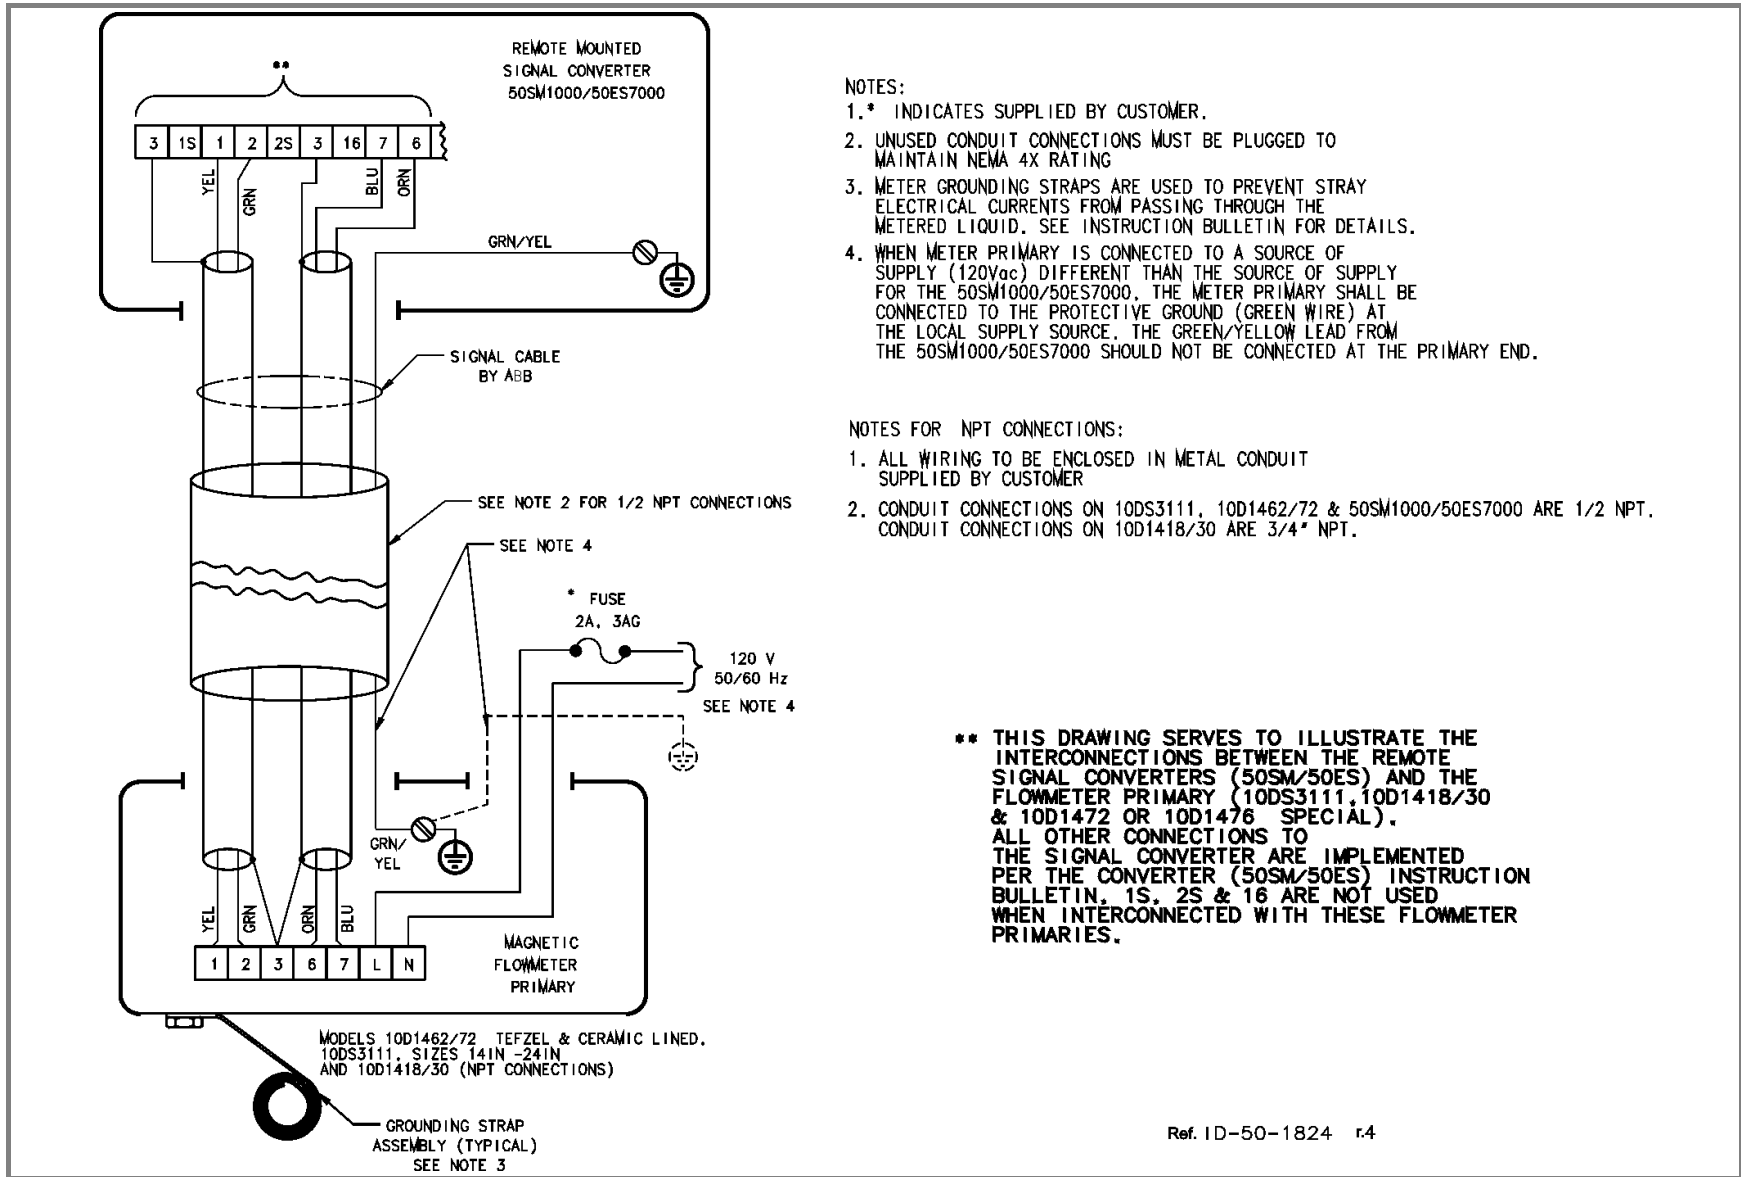 REMOTE MOUNTED
SIGNAL CONVERTER
50SM1000/50ES7000
**
3 1S 1 2 2S 3 16 7 6
YEL
GRN
BLU
ORN
GRN/YEL
SIGNAL CABLE
BY ABB
SEE NOTE 2 FOR 1/2 NPT CONNECTIONS
SEE NOTE 4
* FUSE
2A, 3AG
120 V
50/60 Hz
SEE NOTE 4
GRN/
YEL
YEL
GRN
ORN
BLU
1 2 3 6 7 L N
MAGNETIC
FLOWMETER
PRIMARY
MODELS 10D1462/72 TEFZEL & CERAMIC LINED,
10DS3111, SIZES 14IN -24IN
AND 10D1418/30 (NPT CONNECTIONS)
GROUNDING STRAP
ASSEMBLY (TYPICAL)
SEE NOTE 3
NOTES:
1.* INDICATES SUPPLIED BY CUSTOMER.
2. UNUSED CONDUIT CONNECTIONS MUST BE PLUGGED TO
MAINTAIN NEMA 4X RATING
3. METER GROUNDING STRAPS ARE USED TO PREVENT STRAY
ELECTRICAL CURRENTS FROM PASSING THROUGH THE
METERED LIQUID. SEE INSTRUCTION BULLETIN FOR DETAILS.
4. WHEN METER PRIMARY IS CONNECTED TO A SOURCE OF
SUPPLY (120Vac) DIFFERENT THAN THE SOURCE OF SUPPLY
FOR THE 50SM1000/50ES7000, THE METER PRIMARY SHALL BE
CONNECTED TO THE PROTECTIVE GROUND (GREEN WIRE) AT
THE LOCAL SUPPLY SOURCE. THE GREEN/YELLOW LEAD FROM
THE 50SM1000/50ES7000 SHOULD NOT BE CONNECTED AT THE PRIMARY END.
NOTES FOR NPT CONNECTIONS:
1. ALL WIRING TO BE ENCLOSED IN METAL CONDUIT
SUPPLIED BY CUSTOMER
2. CONDUIT CONNECTIONS ON 10DS3111, 10D1462/72 & 50SM1000/50ES7000 ARE 1/2 NPT.
CONDUIT CONNECTIONS ON 10D1418/30 ARE 3/4" NPT.
** THIS DRAWING SERVES TO ILLUSTRATE THE
INTERCONNECTIONS BETWEEN THE REMOTE
SIGNAL CONVERTERS (50SM/50ES) AND THE
FLOWMETER PRIMARY (10DS3111,10D1418/30
& 10D1472 OR 10D1476 SPECIAL).
ALL OTHER CONNECTIONS TO
THE SIGNAL CONVERTER ARE IMPLEMENTED
PER THE CONVERTER (50SM/50ES) INSTRUCTION
BULLETIN. 1S, 2S & 16 ARE NOT USED
WHEN INTERCONNECTED WITH THESE FLOWMETER
PRIMARIES.
Ref. ID-50-1824 r.4